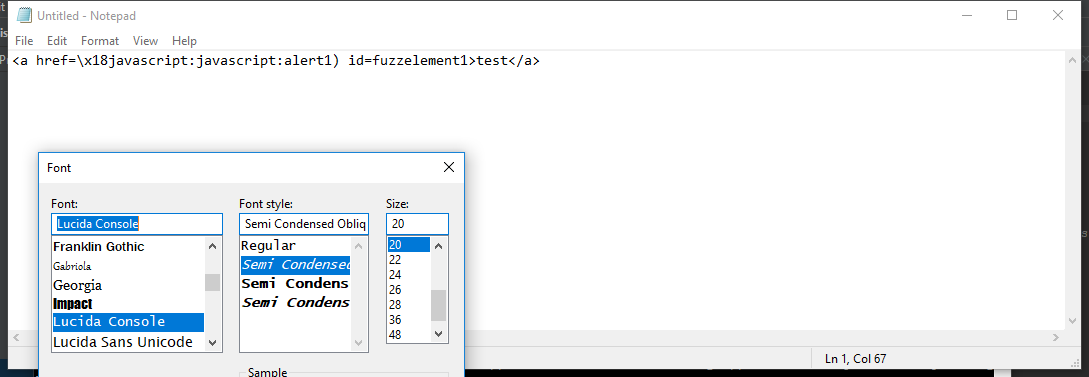 Untitled - Notepad
File Edit Format View Help
<a href=\x18javascript:javascript:alert1) id=fuzzelement1>test</a>
Font
Font: Font style: Size:
Lucida Console Semi Condensed Obliq 20
Franklin Gothic Regular 20
Gabriola Semi Condensed 22
Georgia Semi Condens 24
Impact Semi Condens 26
Lucida Console 28
Lucida Sans Unicode 36
48
Ln 1, Col 67
Sample